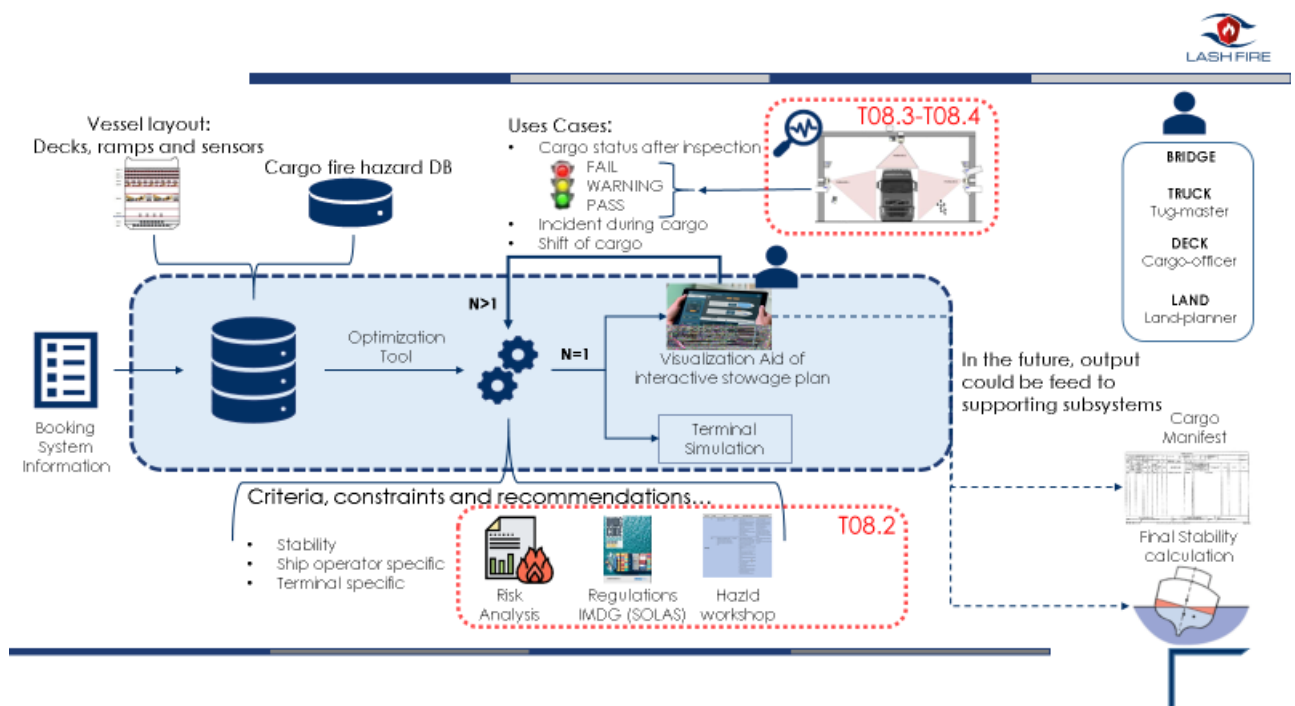 LASH FIRE
Vessel layout:
Decks, ramps and sensors
Cargo fire hazard DB
Uses Cases:
• Cargo status after inspection
FAIL
WARNING
PASS
• Incident during cargo
• Shift of cargo
T08.3-T08.4
BRIDGE
TRUCK
Tug-master
DECK
Cargo-officer
LAND
Land-planner
Booking
System
Information
Optimization
Tool
N>1
N=1
Visualization Aid of
interactive stowage plan
Terminal
Simulation
In the future, output
could be feed to
supporting subsystems
Cargo
Manifest
Final Stability
calculation
Criteria, constraints and recommendations...
• Stability
• Ship operator specific
• Terminal specific
T08.2
Risk
Analysis
Regulations
IMDG (SOLAS)
HazId
workshop